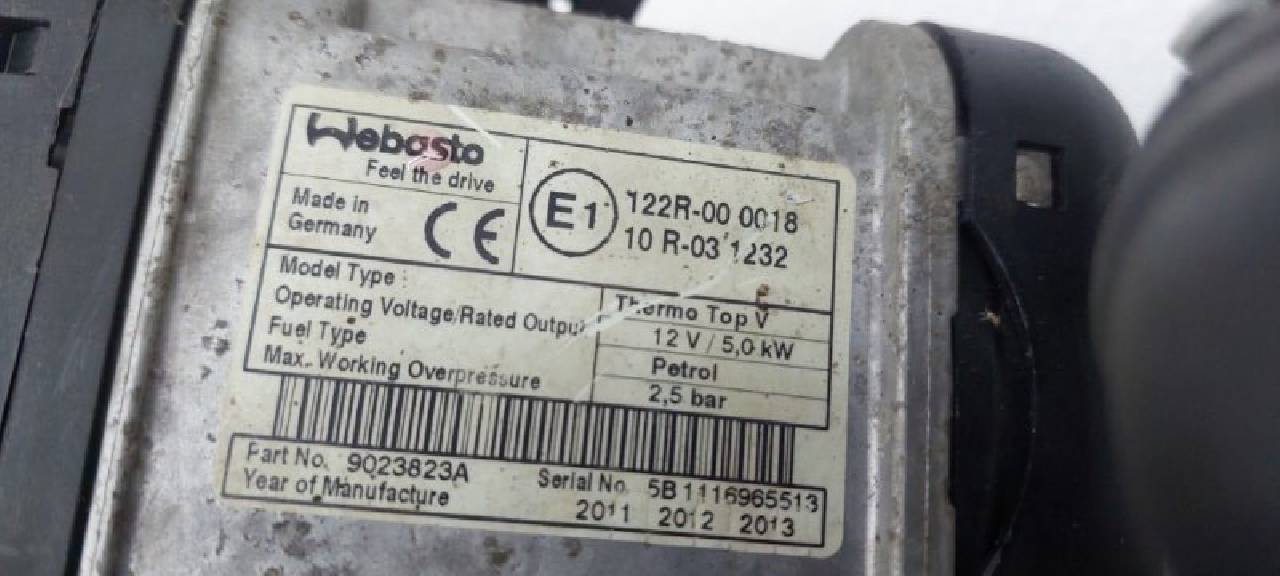 Webasto
Feel the drive
Made in
Germany
CE
E1
122R-00 0018
10 R-03 1232
Model Type :
Thermo Top V
Operating Voltage/Rated Output
12 V / 5,0 kW
Fuel Type
Petrol
Max. Working Overpressure
2,5 bar
Part No. 9023823A
Serial No. 5B 1116965513
Year of Manufacture
2011 2012 2013